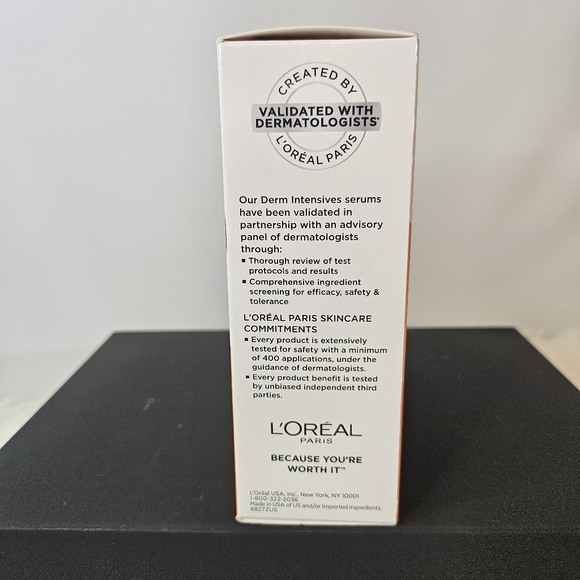 CREATED BY
VALIDATED WITH
DERMATOLOGISTS*
L'ORÉAL PARIS
Our Derm Intensives serums
have been validated in
partnership with an advisory
panel of dermatologists
through:
▪ Thorough review of test
protocols and results
▪ Comprehensive ingredient
screening for efficacy, safety &
tolerance
L'ORÉAL PARIS SKINCARE
COMMITMENTS
▪ Every product is extensively
tested for safety with a minimum
of 400 applications, under the
guidance of dermatologists.
▪ Every product benefit is tested
by unbiased independent third
parties.
L'ORÉAL
PARIS
BECAUSE YOU'RE
WORTH IT™
L'Oréal USA, Inc., New York, NY 10001
1-800-322-2036
Made in USA of US and/or Imported Ingredients.
8827ZUS